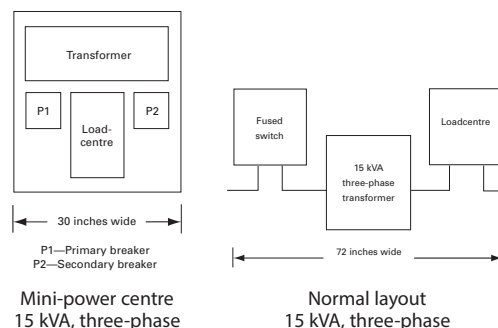 Transformer
P1
Load-
centre
P2
30 inches wide
P1—Primary breaker
P2—Secondary breaker
Mini-power centre
15 kVA, three-phase
Fused
switch
15 kVA
three-phase
transformer
Loadcentre
72 inches wide
Normal layout
15 kVA, three-phase